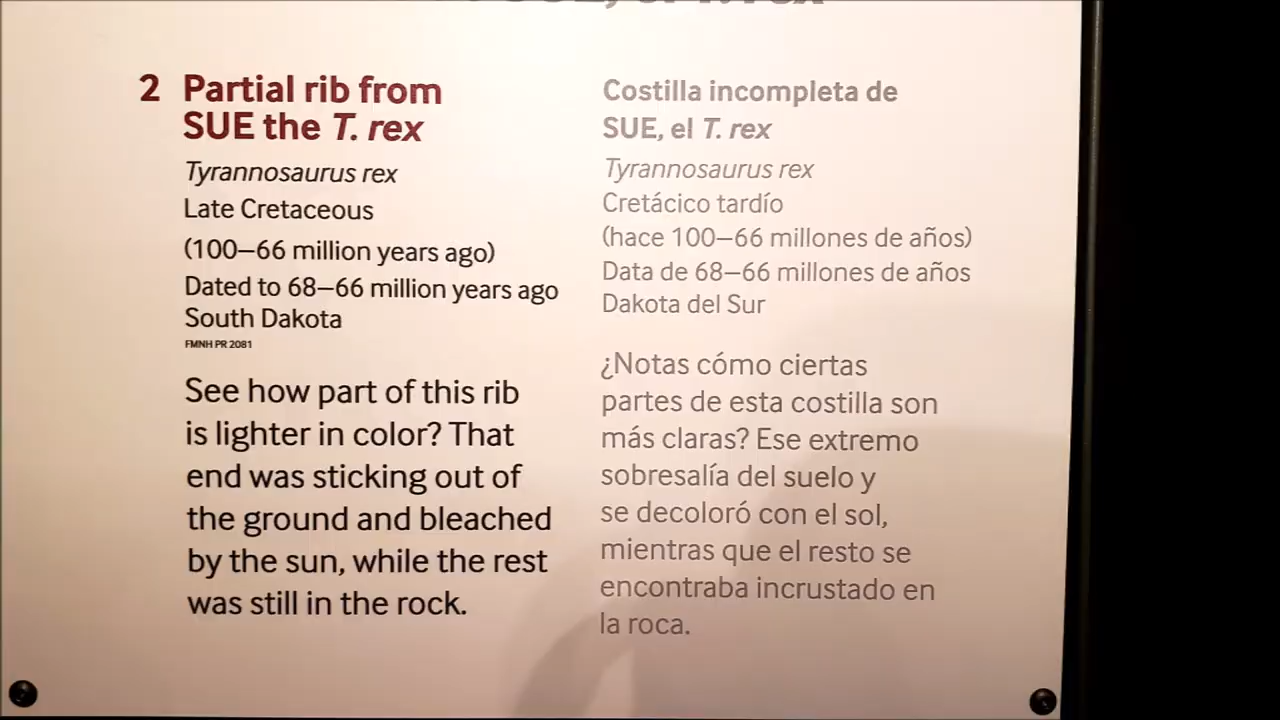 2 Partial rib from
SUE the T. rex
Tyrannosaurus rex
Late Cretaceous
(100–66 million years ago)
Dated to 68–66 million years ago
South Dakota
FMNH PR 2081
See how part of this rib
is lighter in color? That
end was sticking out of
the ground and bleached
by the sun, while the rest
was still in the rock.
Costilla incompleta de
SUE, el T. rex
Tyrannosaurus rex
Cretácico tardío
(hace 100–66 millones de años)
Data de 68–66 millones de años
Dakota del Sur
¿Notas cómo ciertas
partes de esta costilla son
más claras? Ese extremo
sobresalía del suelo y
se decoloró con el sol,
mientras que el resto se
encontraba incrustado en
la roca.